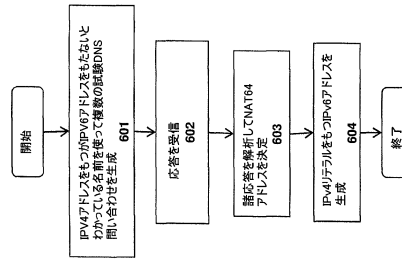 開始
IPV4アドレスをもつがIPV6アドレスをもたないと
わかっている名前を使って複数の試験DNS
問い合わせを生成
601
応答を受信
602
諸応答を解析してNAT64
アドレスを決定
603
IPv4リテラルをもつIPv6アドレスを
生成
604
終了